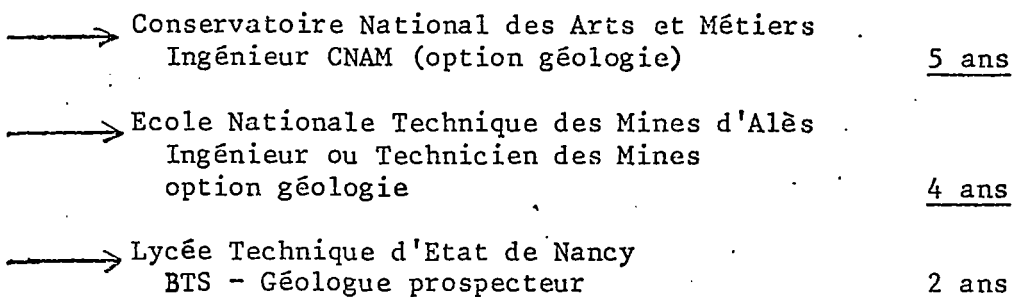 Conservatoire National des Arts et Métiers
Ingénieur CNAM (option géologie) 5 ans
Ecole Nationale Technique des Mines d'Alès
Ingénieur ou Technicien des Mines
option géologie 4 ans
Lycée Technique d'Etat de Nancy
BTS - Géologue prospecteur 2 ans